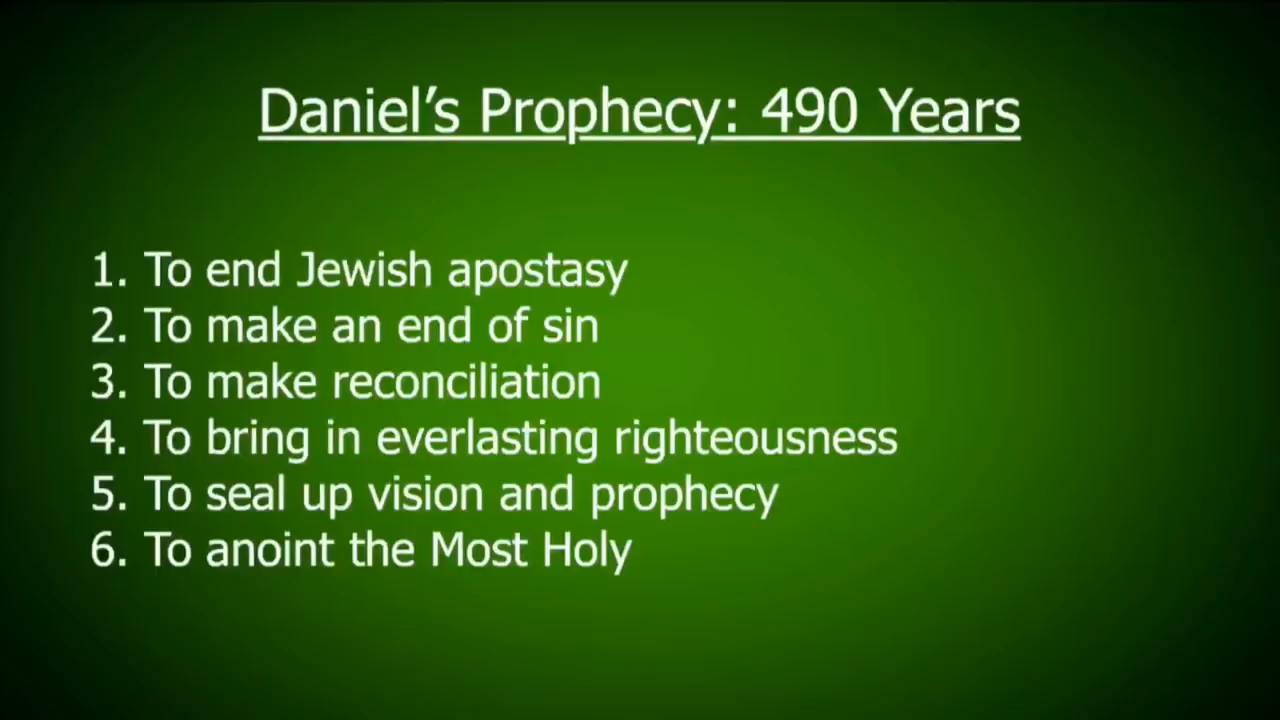 Daniel’s Prophecy: 490 Years
1. To end Jewish apostasy
2. To make an end of sin
3. To make reconciliation
4. To bring in everlasting righteousness
5. To seal up vision and prophecy
6. To anoint the Most Holy